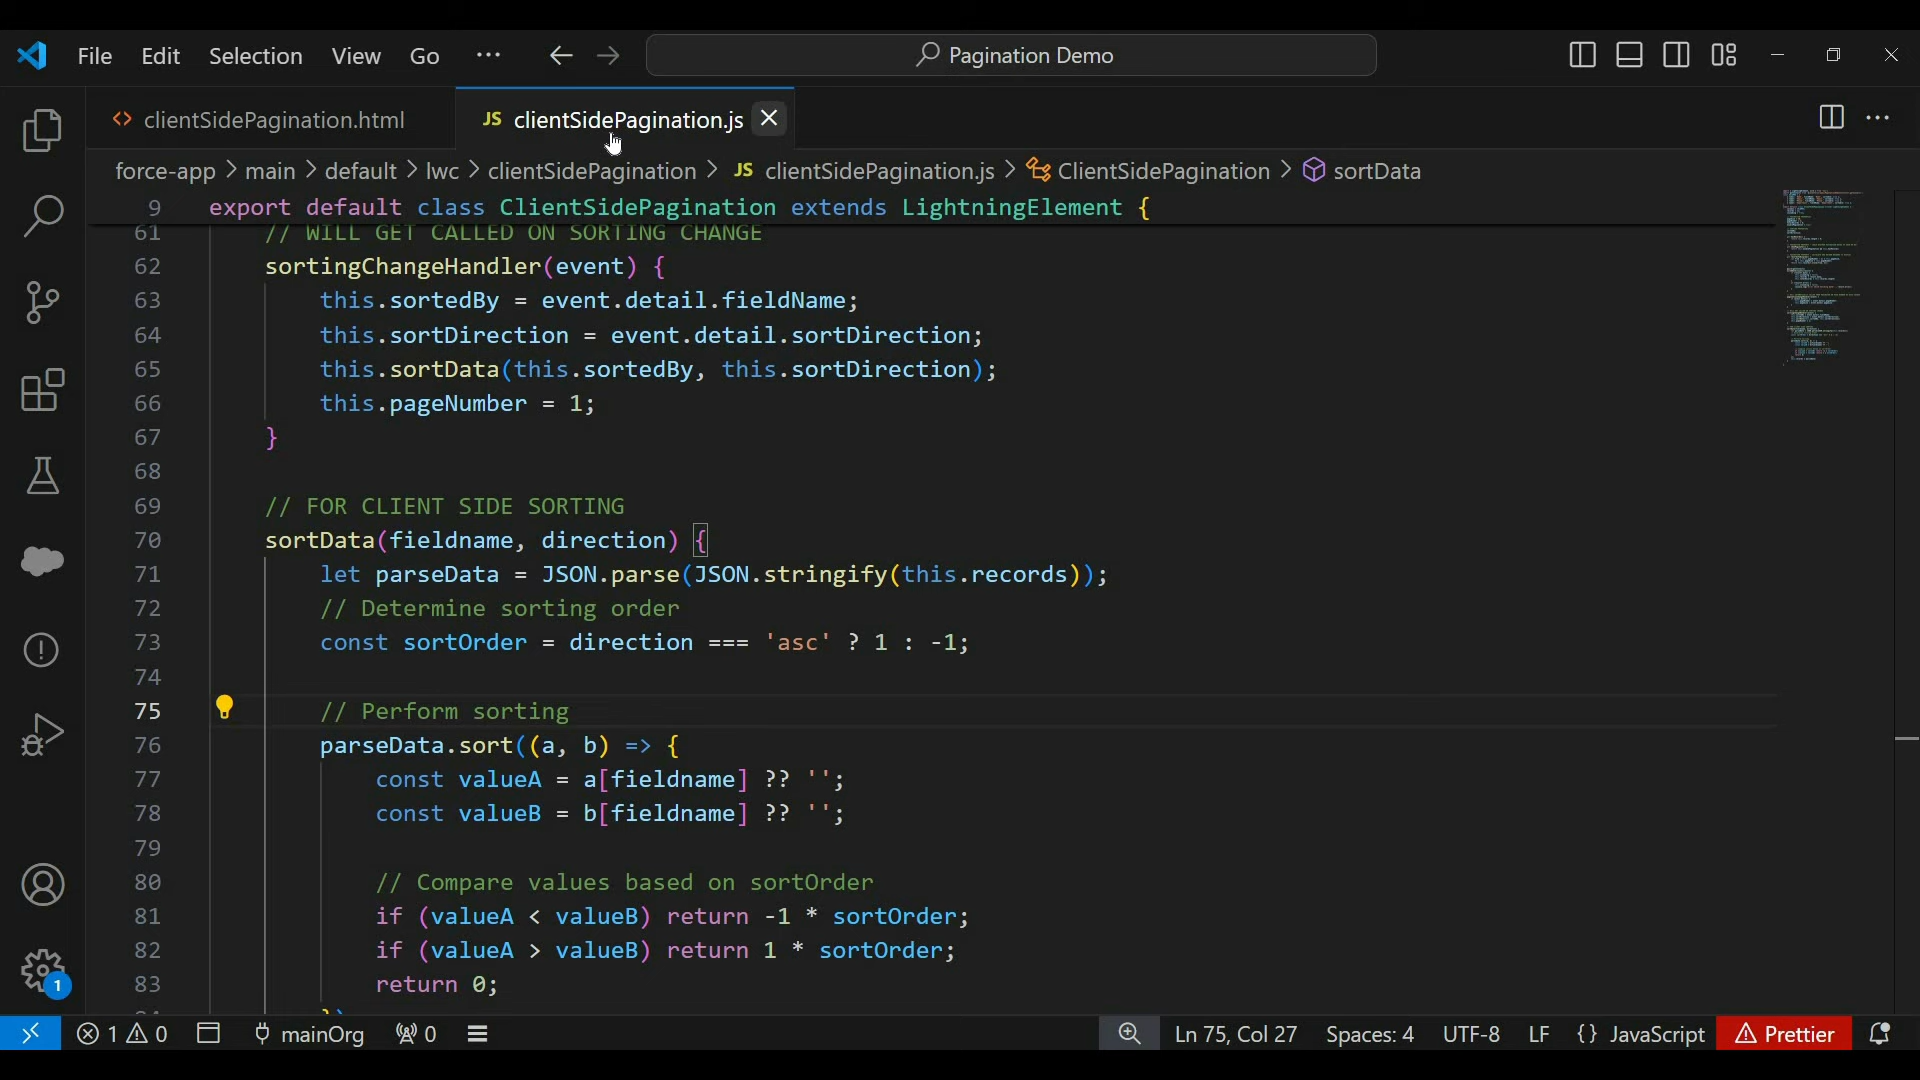 File Edit Selection View Go ··· Pagination Demo
clientSidePagination.html JS clientSidePagination.js
force-app > main > default > lwc > clientSidePagination > JS clientSidePagination.js > ClientSidePagination > sortData
9 export default class ClientSidePagination extends LightningElement {
61 // WILL GET CALLED ON SORTING CHANGE
62 sortingChangeHandler(event) {
63 this.sortedBy = event.detail.fieldName;
64 this.sortDirection = event.detail.sortDirection;
65 this.sortData(this.sortedBy, this.sortDirection);
66 this.pageNumber = 1;
67 }
68
69 // FOR CLIENT SIDE SORTING
70 sortData(fieldname, direction) {
71 let parseData = JSON.parse(JSON.stringify(this.records));
72 // Determine sorting order
73 const sortOrder = direction === 'asc' ? 1 : -1;
74
75 // Perform sorting
76 parseData.sort((a, b) => {
77 const valueA = a[fieldname] ?? '';
78 const valueB = b[fieldname] ?? '';
79
80 // Compare values based on sortOrder
81 if (valueA < valueB) return -1 * sortOrder;
82 if (valueA > valueB) return 1 * sortOrder;
83 return 0;
1
1 0 mainOrg 0 Ln 75, Col 27 Spaces: 4 UTF-8 LF {} JavaScript Prettier